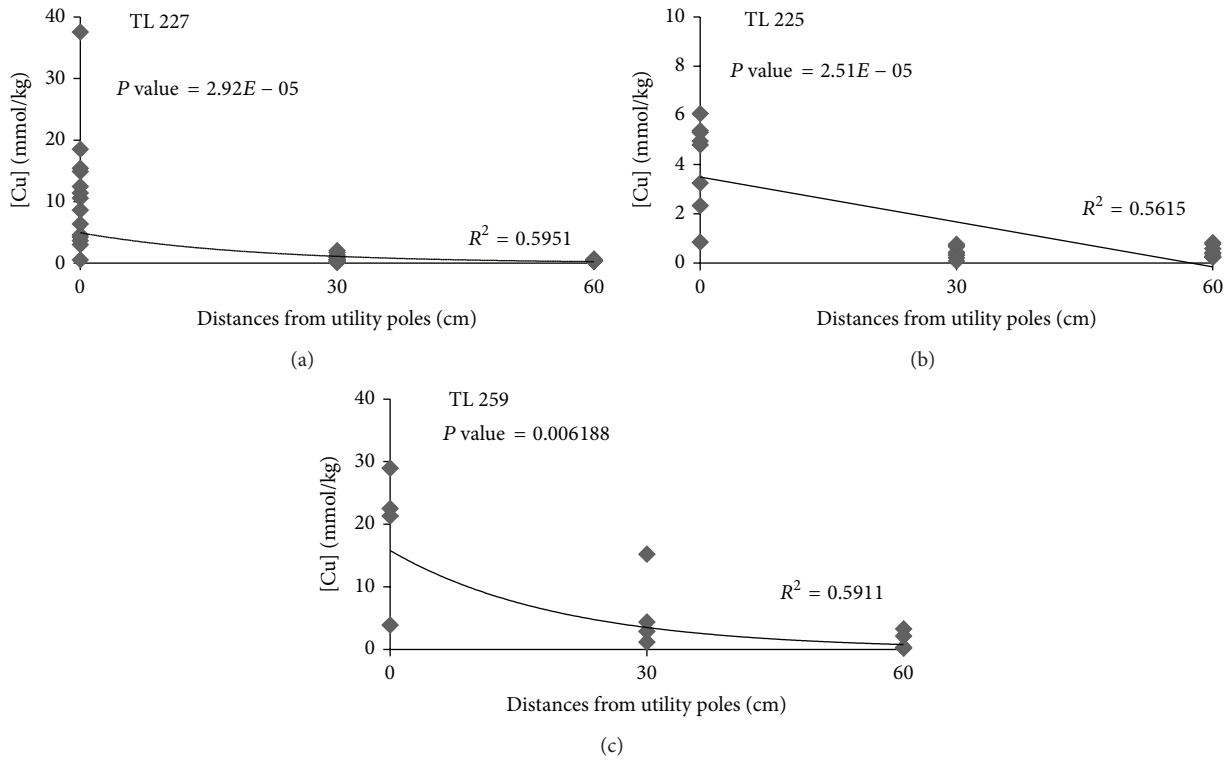 TL 227
P value = 2.92E − 05
R² = 0.5951
[Cu] (mmol/kg)
40
30
20
10
0
0 30 60
Distances from utility poles (cm)
(a)
TL 225
P value = 2.51E − 05
R² = 0.5615
[Cu] (mmol/kg)
10
8
6
4
2
0
0 30 60
Distances from utility poles (cm)
(b)
TL 259
P value = 0.006188
R² = 0.5911
[Cu] (mmol/kg)
40
30
20
10
0
0 30 60
Distances from utility poles (cm)
(c)